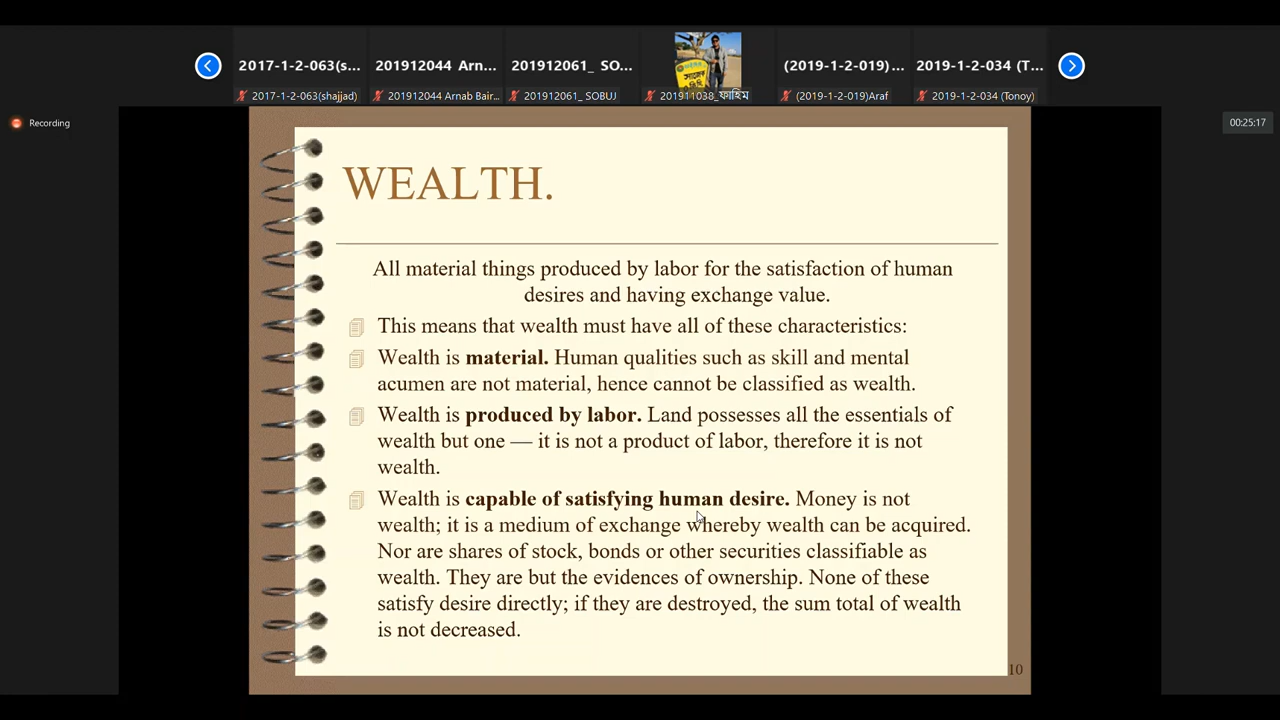 2017-1-2-063(s...
201912044 Arn...
201912061_ SO...
(2019-1-2-019)...
2019-1-2-034 (T...
2017-1-2-063(shajjad)
201912044 Arnab Bair...
201912061_ SOBUJ
201911038_ফাহিম
(2019-1-2-019)Araf
2019-1-2-034 (Tonoy)
Recording
00:25:17
WEALTH.
All material things produced by labor for the satisfaction of human
desires and having exchange value.
This means that wealth must have all of these characteristics:
Wealth is material. Human qualities such as skill and mental
acumen are not material, hence cannot be classified as wealth.
Wealth is produced by labor. Land possesses all the essentials of
wealth but one — it is not a product of labor, therefore it is not
wealth.
Wealth is capable of satisfying human desire. Money is not
wealth; it is a medium of exchange whereby wealth can be acquired.
Nor are shares of stock, bonds or other securities classifiable as
wealth. They are but the evidences of ownership. None of these
satisfy desire directly; if they are destroyed, the sum total of wealth
is not decreased.
10